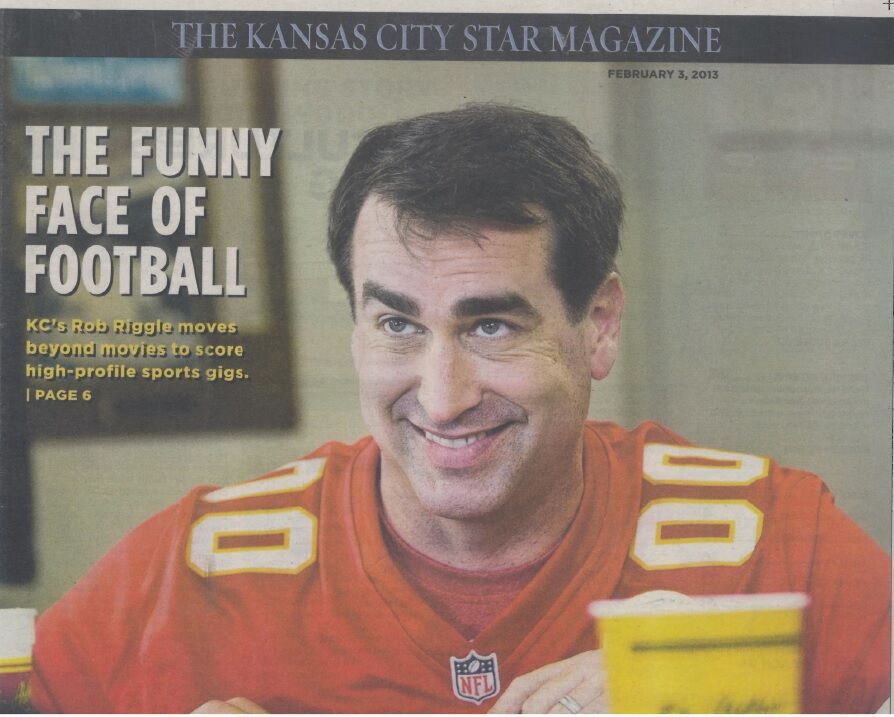 THE KANSAS CITY STAR MAGAZINE
FEBRUARY 3, 2013
THE FUNNY
FACE OF
FOOTBALL
KC's Rob Riggle moves
beyond movies to score
high-profile sports gigs.
| PAGE 6
00 00
NFL